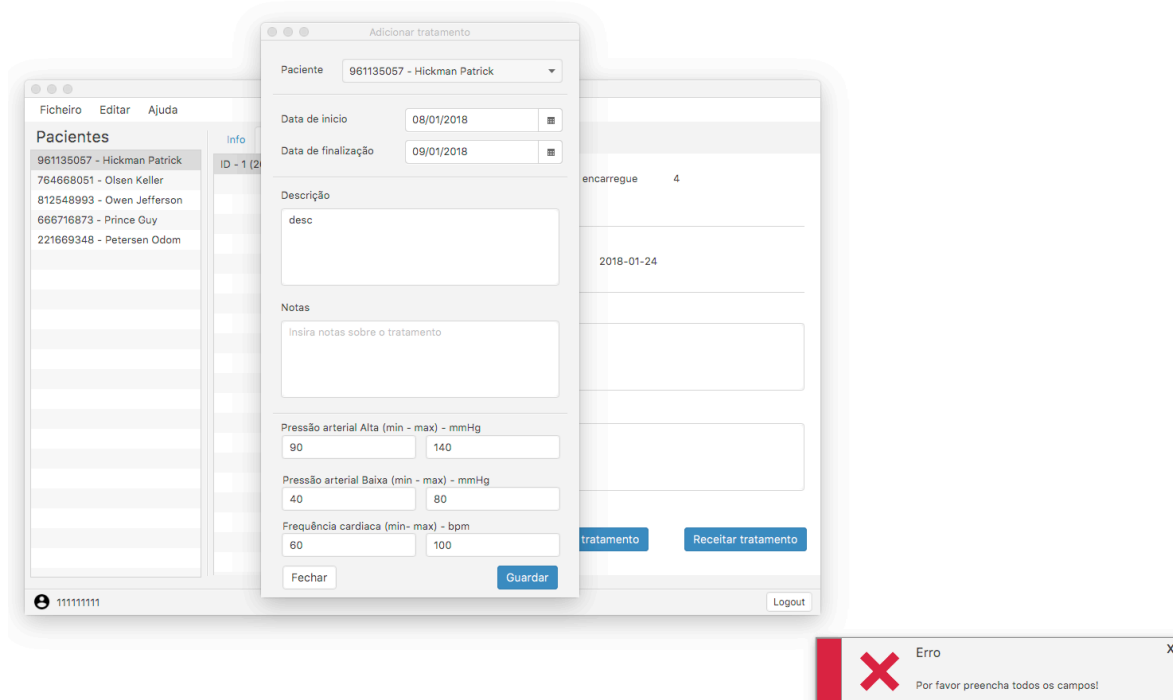 Adicionar tratamento
Paciente 961135057 - Hickman Patrick
Data de inicio 08/01/2018
Data de finalização 09/01/2018
Descrição
desc
Notas
Insira notas sobre o tratamento
Pressão arterial Alta (min - max) - mmHg
90 140
Pressão arterial Baixa (min - max) - mmHg
40 80
Frequência cardiaca (min- max) - bpm
60 100
Fechar Guardar
Ficheiro Editar Ajuda
Pacientes
961135057 - Hickman Patrick
764668051 - Olsen Keller
812548993 - Owen Jefferson
666716873 - Prince Guy
221669348 - Petersen Odom
Info
ID - 1 (20
encarregue 4
2018-01-24
tratamento Receitar tratamento
111111111 Logout
Erro X
Por favor preencha todos os campos!